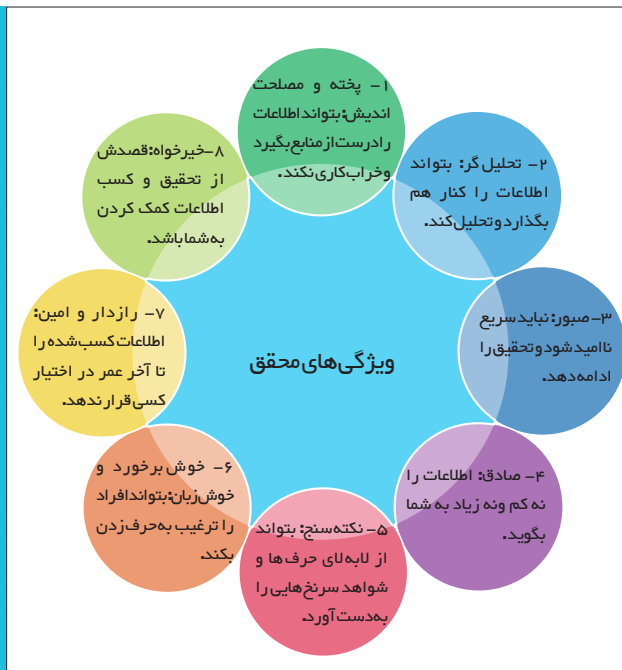 ویژگی‌های محقق
۱- پخته و مصلحت
اندیش: بتواند اطلاعات
را درست از منابع بگیرد
و خراب‌کاری نکند.
۲- تحلیل گر: بتواند
اطلاعات را کنار هم
بگذارد و تحلیل کند.
۳- صبور: نباید سریع
ناامید شود و تحقیق را
ادامه دهد.
۴- صادق: اطلاعات را
نه کم ونه زیاد به شما
بگوید.
۵- نکته‌سنج: بتواند
از لابه‌لای حرف‌ها و
شواهد سرنخ‌هایی را
به‌دست آورد.
۶- خوش برخورد و
خوش‌زبان: بتواند افراد
را ترغیب به‌حرف زدن
بکند.
۷- رازدار و امین:
اطلاعات کسب‌شده را
تا آخر عمر در اختیار
کسی قرار ندهد.
۸- خیرخواه: قصدش
از تحقیق و کسب
اطلاعات کمک کردن
به شما باشد.